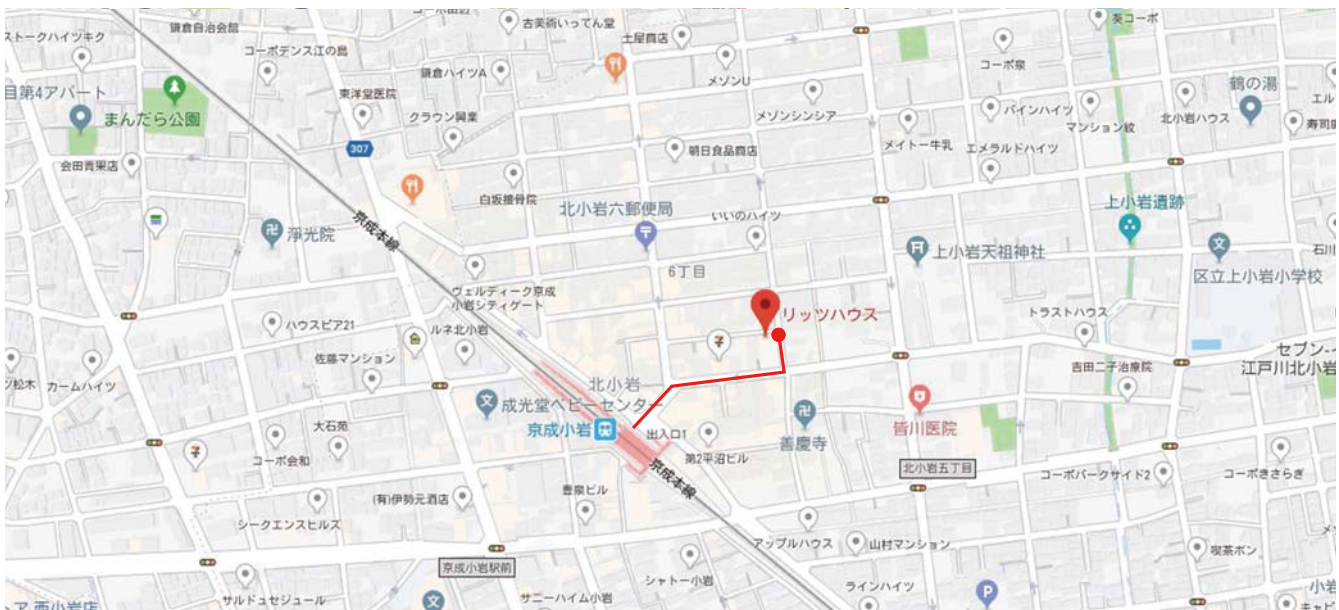 鎌倉自治会館
古美術いってん堂
土屋商店
葵コーポ
ストークハイツキク
コーポデンス江の島
鎌倉ハイツA
メゾンU
コーポ泉
鶴の湯
目第4アパート
まんだら公園
東洋堂医院
クラウン興業
メゾンシンシア
パインハイツ
マンション紋
北小岩ハウス
エル
寿司
307
朝日食品商店
メイトー牛乳
エメラルドハイツ
会田青果店
白坂接骨院
北小岩六郵便局
いいのハイツ
上小岩遺跡
京成本線
淨光院
6丁目
上小岩天祖神社
石川
区立上小岩小学校
ヴェルディーク京成
小岩シティゲート
リッツハウス
トラストハウス
ハウスピア21
ルネ北小岩
佐藤マンション
セブン-イ
江戸川北小岩
ツ松木
カームハイツ
北小岩
吉田二子治療院
成光堂ベビーセンター
京成小岩
出入口1
善慶寺
皆川医院
大石苑
コーポ会和
第2平沼ビル
京成本線
北小岩五丁目
コーポパークサイド2
コーポきさらぎ
(有)伊勢元酒店
豊泉ビル
シークエンスヒルズ
アップルハウス
山村マンション
喫茶ボン
京成小岩駅前
シャトー小岩
ラインハイツ
小岩
サルドュセジュール
サニーハイム小岩
P
ア 西小岩店